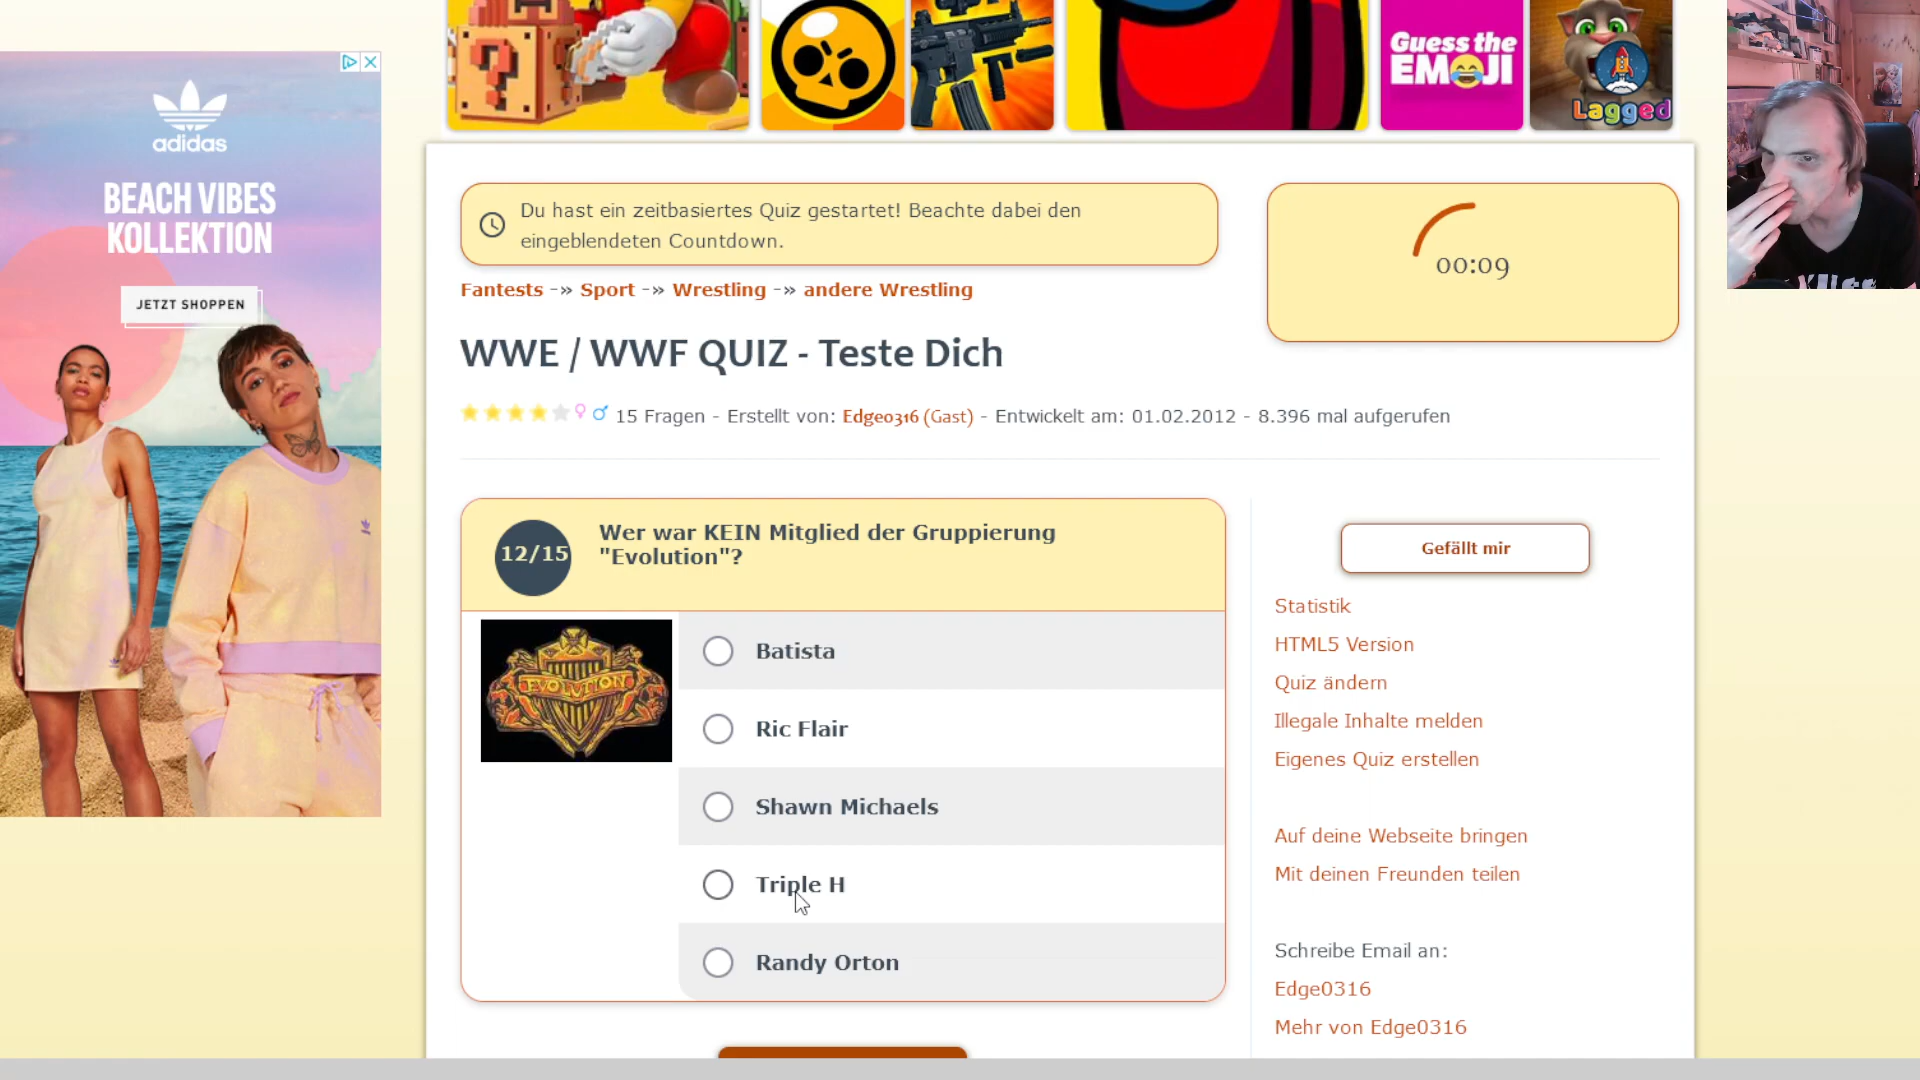 Guess the
EMOJI
Lagged
adidas
BEACH VIBES
KOLLEKTION
JETZT SHOPPEN
Du hast ein zeitbasiertes Quiz gestartet! Beachte dabei den
eingeblendeten Countdown.
00:09
Fantests -» Sport -» Wrestling -» andere Wrestling
WWE / WWF QUIZ - Teste Dich
15 Fragen - Erstellt von: Edge0316 (Gast) - Entwickelt am: 01.02.2012 - 8.396 mal aufgerufen
12/15
Wer war KEIN Mitglied der Gruppierung
"Evolution"?
EVOLUTION
Batista
Ric Flair
Shawn Michaels
Triple H
Randy Orton
Gefällt mir
Statistik
HTML5 Version
Quiz ändern
Illegale Inhalte melden
Eigenes Quiz erstellen
Auf deine Webseite bringen
Mit deinen Freunden teilen
Schreibe Email an:
Edge0316
Mehr von Edge0316